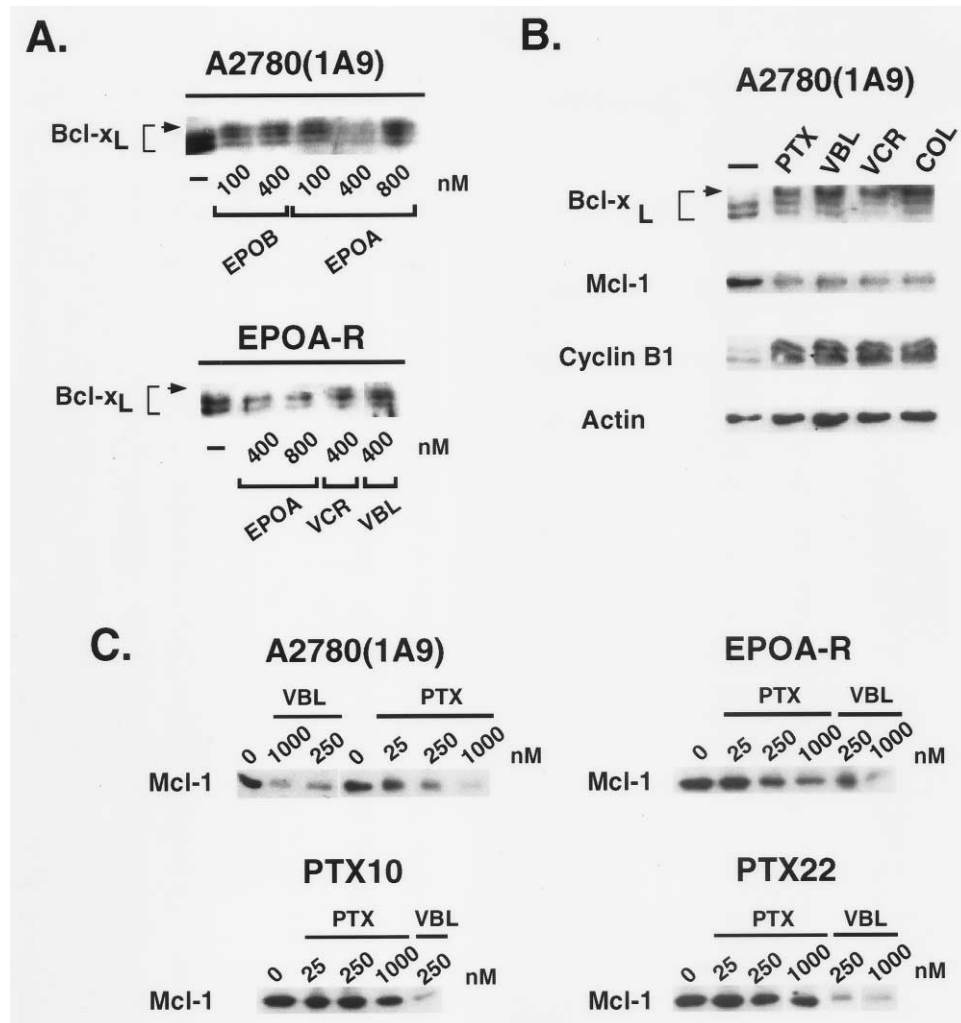 A.
A2780(1A9)
Bcl-xL
– 100 400 100 400 800 nM
EPOB EPOA
EPOA-R
Bcl-xL
– 400 800 400 400 nM
EPOA VCR VBL
B.
A2780(1A9)
– PTX VBL VCR COL
Bcl-x L
Mcl-1
Cyclin B1
Actin
C.
A2780(1A9)
VBL PTX
0 1000 250 0 25 250 1000 nM
Mcl-1
EPOA-R
PTX VBL
0 25 250 1000 250 1000 nM
Mcl-1
PTX10
PTX VBL
0 25 250 1000 250 nM
Mcl-1
PTX22
PTX VBL
0 25 250 1000 250 1000 nM
Mcl-1